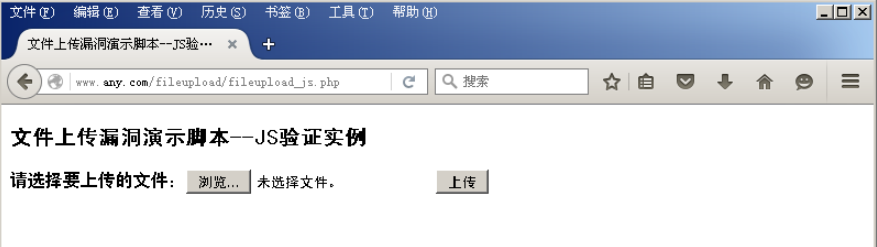 文件(F) 编辑(E) 查看(V) 历史(S) 书签(B) 工具(T) 帮助(H)
文件上传漏洞演示脚本--JS验...
www.any.com/fileupload/fileupload_js.php 搜索
文件上传漏洞演示脚本--JS验证实例
请选择要上传的文件： 浏览... 未选择文件。 上传